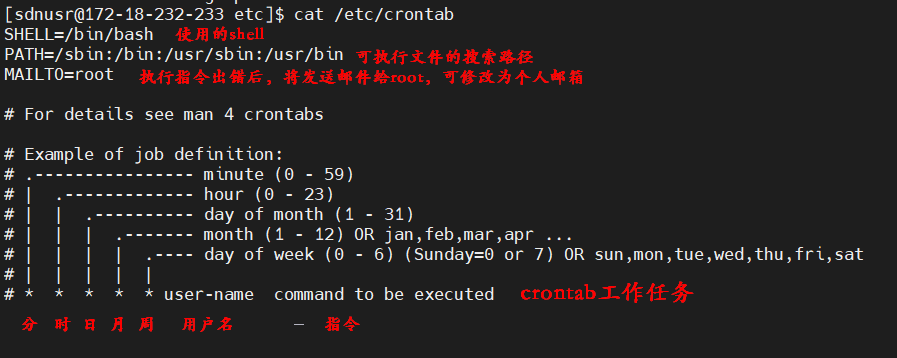 [sdnusr@172-18-232-233 etc]$ cat /etc/crontab
SHELL=/bin/bash 使用的shell
PATH=/sbin:/bin:/usr/sbin:/usr/bin 可执行文件的搜索路径
MAILTO=root 执行指令出错后，将发送邮件给root，可修改为个人邮箱
# For details see man 4 crontabs
# Example of job definition:
# .---------------- minute (0 - 59)
# | .------------- hour (0 - 23)
# | | .---------- day of month (1 - 31)
# | | | .------- month (1 - 12) OR jan,feb,mar,apr ...
# | | | | .---- day of week (0 - 6) (Sunday=0 or 7) OR sun,mon,tue,wed,thu,fri,sat
# | | | | |
# * * * * * user-name command to be executed crontab工作任务
分 时 日 月 周 用户名 – 指令